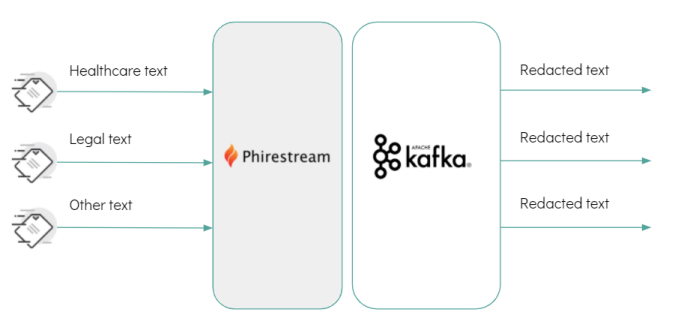 Healthcare text
Redacted text
Legal text
Redacted text
Phirestream
APACHE
kafka®
Other text
Redacted text